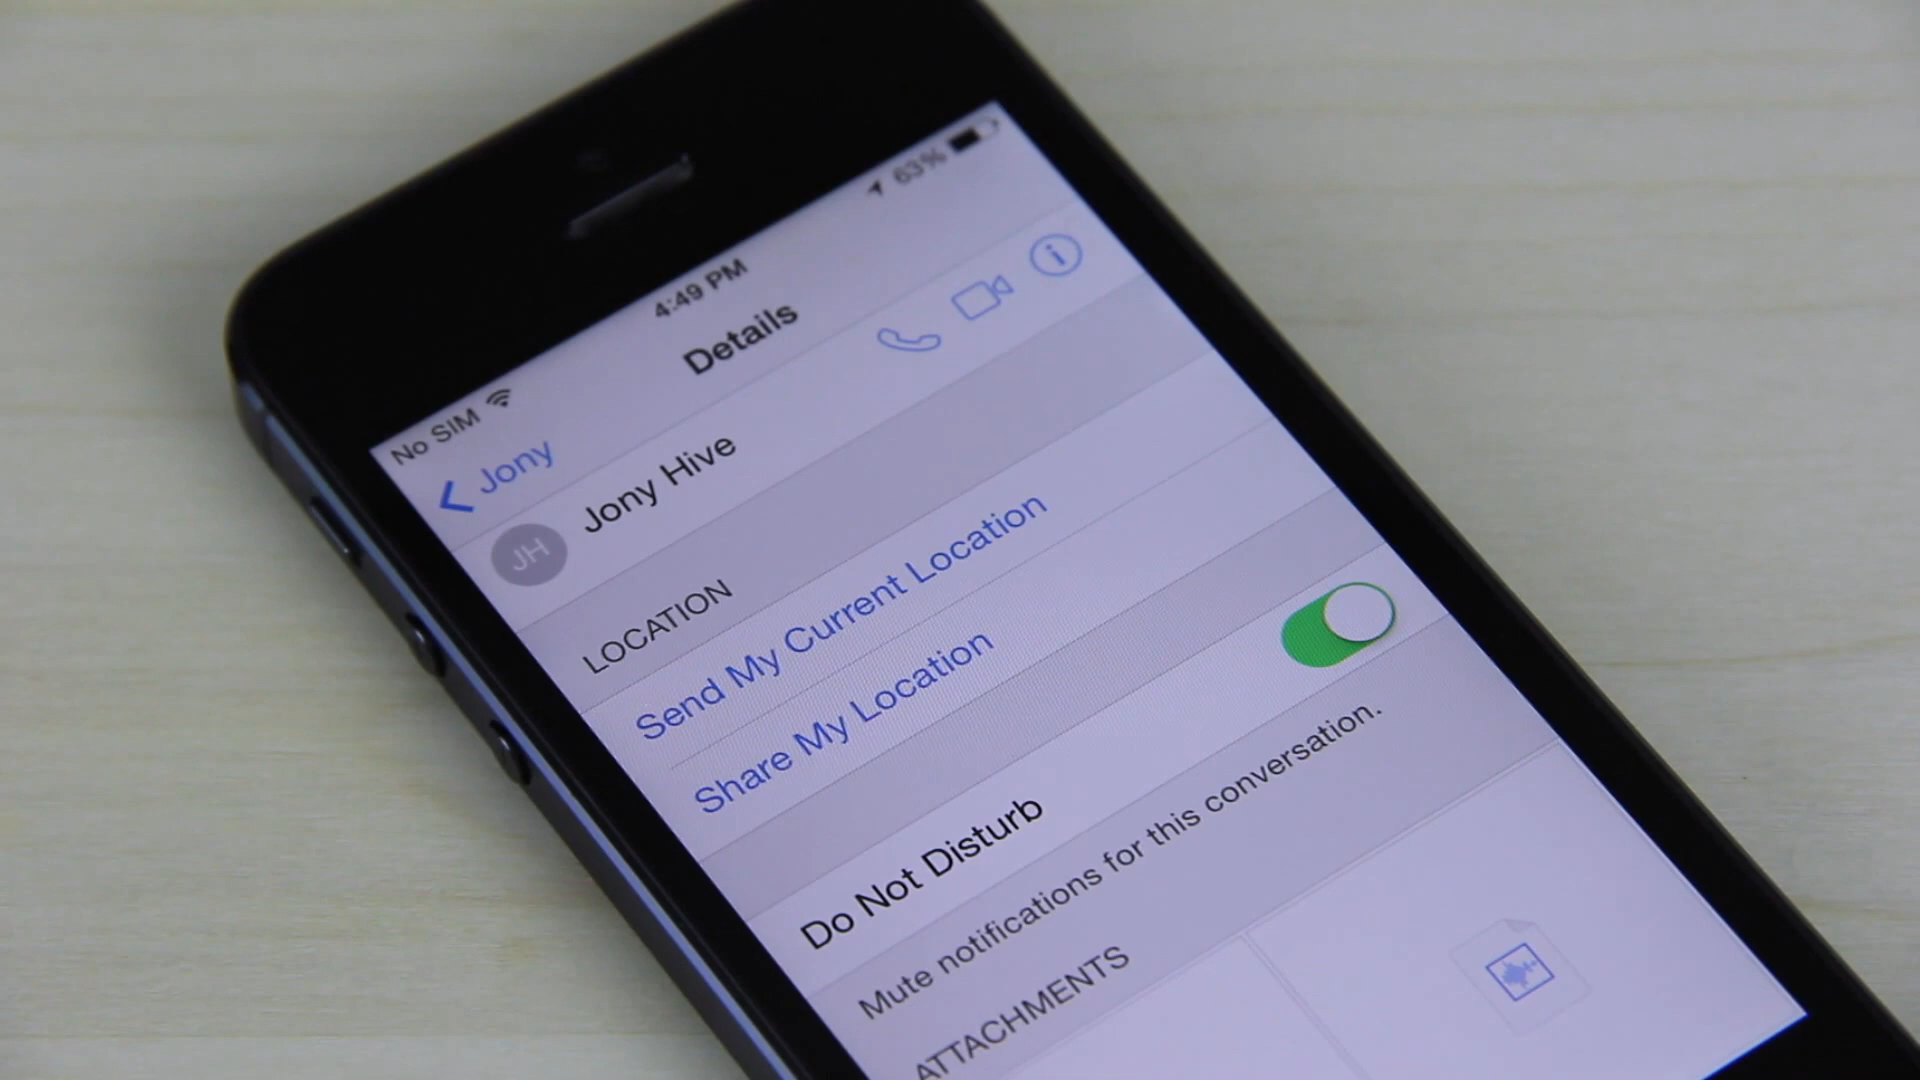 No SIM 4:49 PM 63%
Jony Details
JH Jony Hive
LOCATION
Send My Current Location
Share My Location
Do Not Disturb
Mute notifications for this conversation.
ATTACHMENTS